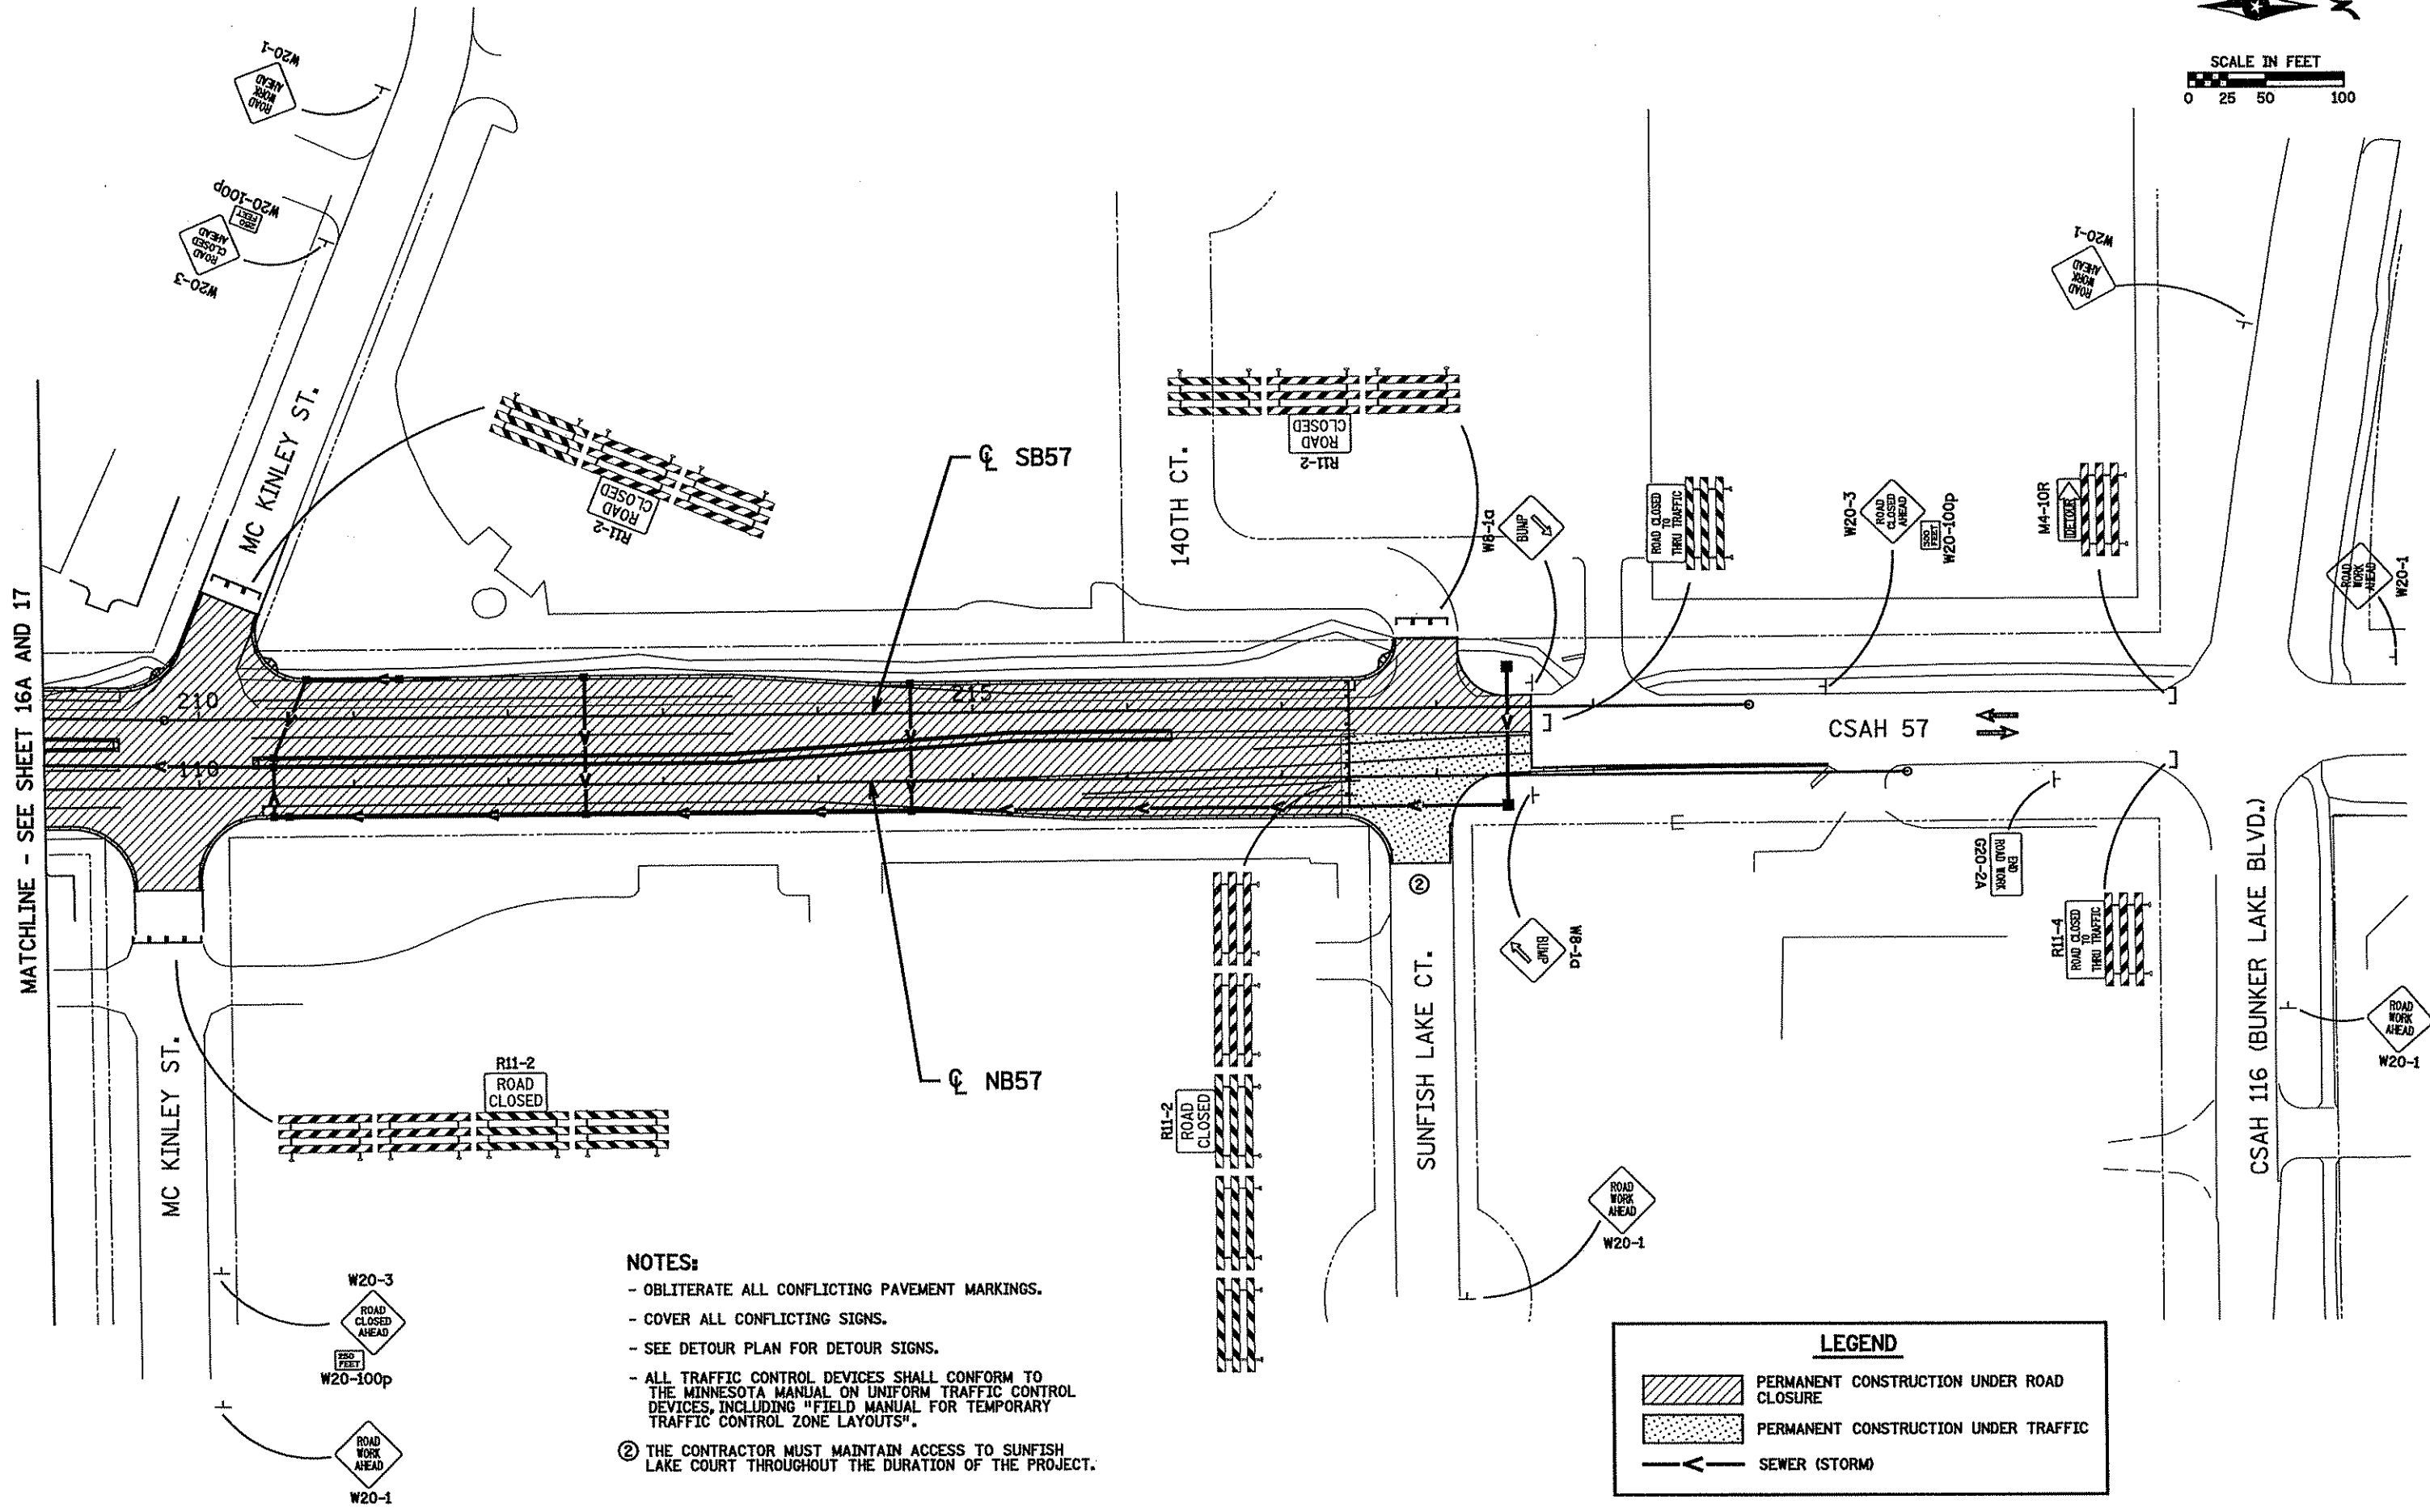 N
SCALE IN FEET
0 25 50 100
W20-1
ROAD
WORK
AHEAD
W20-100p
250
FEET
ROAD
CLOSED
AHEAD
W20-3
W20-1
ROAD
WORK
AHEAD
MC KINLEY ST.
ROAD
CLOSED
R11-2
℄ SB57
140TH CT.
ROAD
CLOSED
R11-2
W8-1a
BUMP
ROAD CLOSED
TO
THRU TRAFFIC
W20-3
ROAD
CLOSED
AHEAD
350
FEET
W20-100p
M4-10R
DETOUR
ROAD
WORK
AHEAD
W20-1
MATCHLINE - SEE SHEET 16A AND 17
210
215
110
CSAH 57
G20-2A
END
ROAD WORK
R11-4
ROAD CLOSED
TO
THRU TRAFFIC
CSAH 116 (BUNKER LAKE BLVD.)
ROAD
WORK
AHEAD
W20-1
2
BUMP
W8-1a
SUNFISH LAKE CT.
R11-2
ROAD
CLOSED
℄ NB57
MC KINLEY ST.
R11-2
ROAD
CLOSED
ROAD
WORK
AHEAD
W20-1
W20-3
ROAD
CLOSED
AHEAD
250
FEET
W20-100p
ROAD
WORK
AHEAD
W20-1
NOTES:
- OBLITERATE ALL CONFLICTING PAVEMENT MARKINGS.
- COVER ALL CONFLICTING SIGNS.
- SEE DETOUR PLAN FOR DETOUR SIGNS.
- ALL TRAFFIC CONTROL DEVICES SHALL CONFORM TO
THE MINNESOTA MANUAL ON UNIFORM TRAFFIC CONTROL
DEVICES, INCLUDING "FIELD MANUAL FOR TEMPORARY
TRAFFIC CONTROL ZONE LAYOUTS".
② THE CONTRACTOR MUST MAINTAIN ACCESS TO SUNFISH
LAKE COURT THROUGHOUT THE DURATION OF THE PROJECT.
LEGEND
PERMANENT CONSTRUCTION UNDER ROAD
CLOSURE
PERMANENT CONSTRUCTION UNDER TRAFFIC
SEWER (STORM)